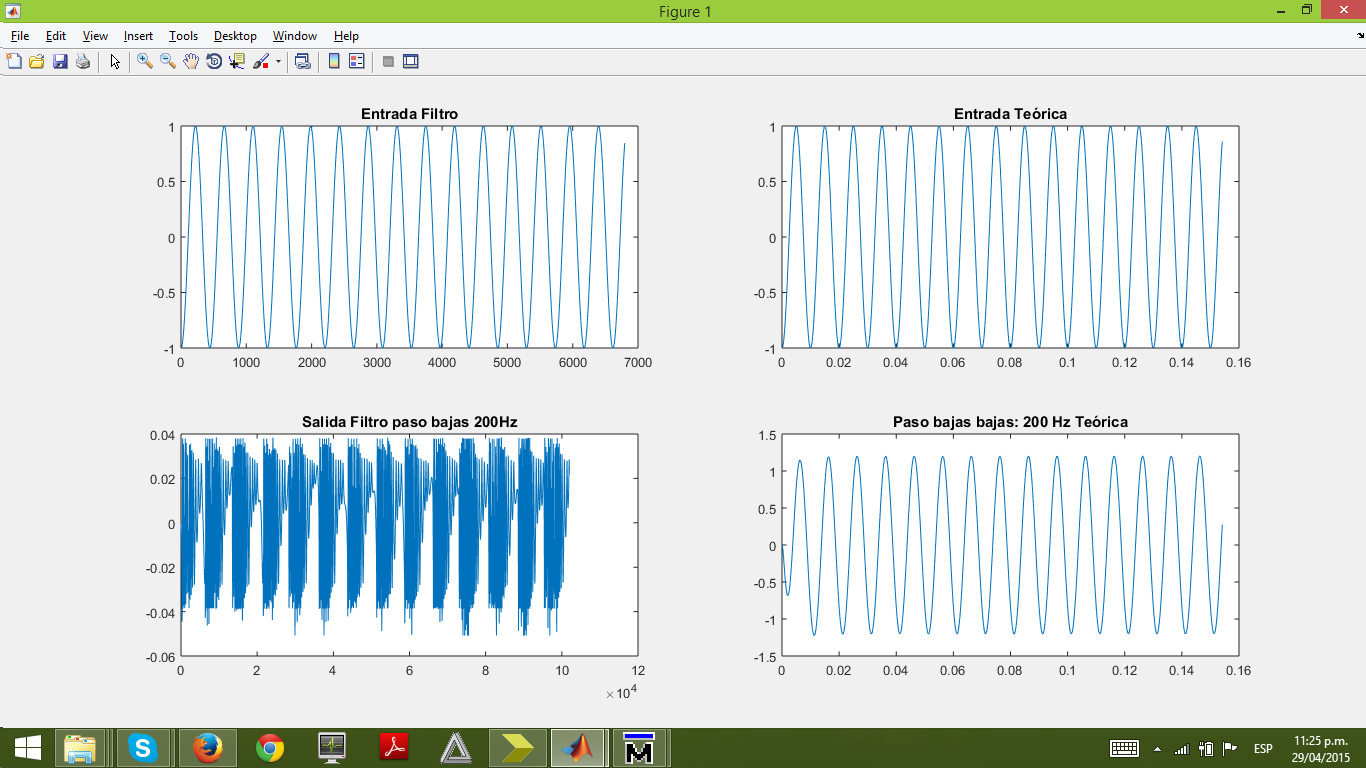 Figure 1
File Edit View Insert Tools Desktop Window Help
Entrada Filtro
1
0.5
0
-0.5
-1
0 1000 2000 3000 4000 5000 6000 7000
Entrada Teórica
1
0.5
0
-0.5
-1
0 0.02 0.04 0.06 0.08 0.1 0.12 0.14 0.16
Salida Filtro paso bajas 200Hz
0.04
0.02
0
-0.02
-0.04
-0.06
0 2 4 6 8 10 12
×10⁴
Paso bajas bajas: 200 Hz Teórica
1.5
1
0.5
0
-0.5
-1
-1.5
0 0.02 0.04 0.06 0.08 0.1 0.12 0.14 0.16
ESP
11:25 p.m.
29/04/2015